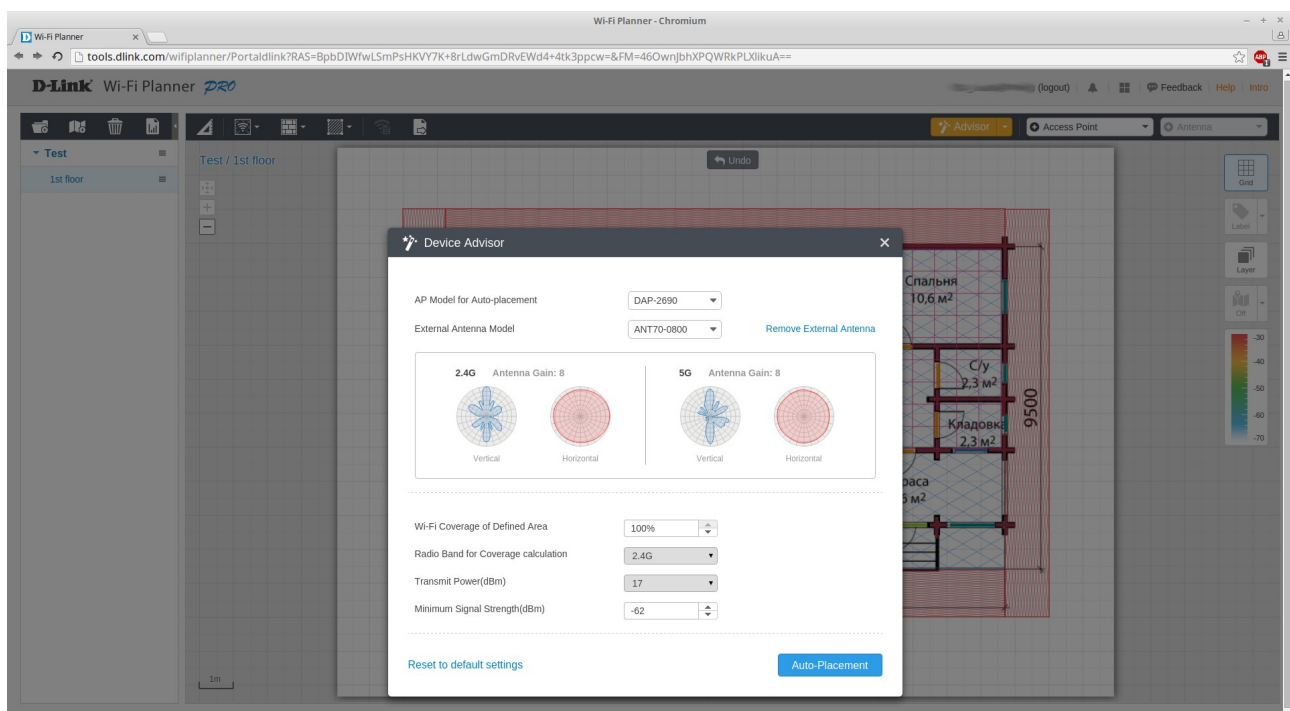 Wi-Fi Planner - Chromium
Wi-Fi Planner
tools.dlink.com/wifiplanner/Portaldlink?RAS=BpbDIWfwLSmPsHKVY7K+8rLdwGmDRvEWd4+4tk3ppcw=&FM=46OwnJbhXPQWRkPLXlikuA==
ABP
D-Link Wi-Fi Planner PRO
(logout) Feedback Help Intro
Advisor Access Point Antenna
Test
1st floor
Test / 1st floor
Undo
Grid
Label
Layer
Off
-30
-40
-50
-60
-70
Device Advisor
AP Model for Auto-placement DAP-2690
External Antenna Model ANT70-0800 Remove External Antenna
2.4G Antenna Gain: 8 5G Antenna Gain: 8
Vertical Horizontal Vertical Horizontal
Wi-Fi Coverage of Defined Area 100%
Radio Band for Coverage calculation 2.4G
Transmit Power(dBm) 17
Minimum Signal Strength(dBm) -62
Reset to default settings Auto-Placement
Спальня
10,6 м2
С/у
2,3 м2
Кладовка
2,3 м2
9500
1m